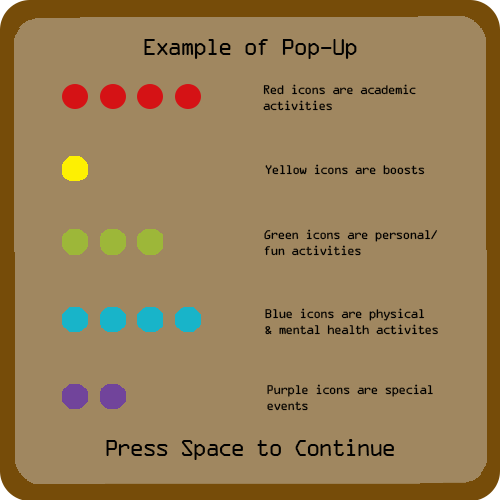 Example of Pop-Up
Red icons are academic
activities
Yellow icons are boosts
Green icons are personal/
fun activities
Blue icons are physical
& mental health activites
Purple icons are special
events
Press Space to Continue